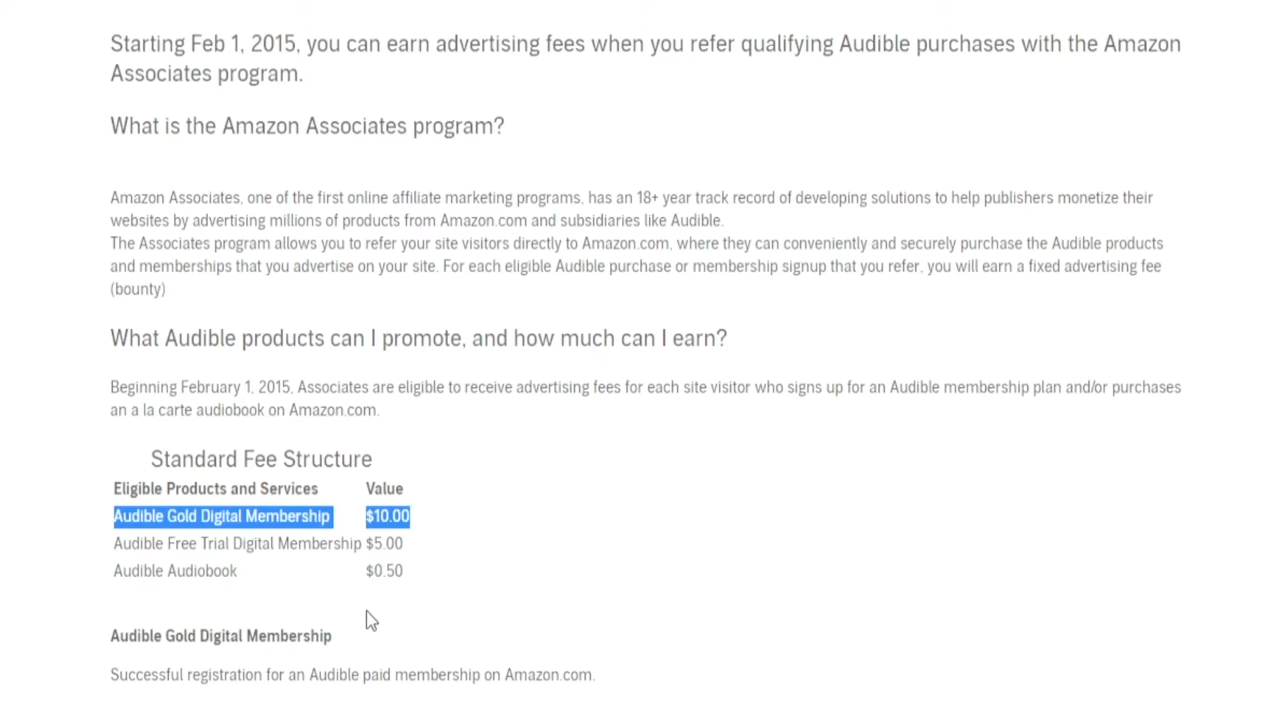 Starting Feb 1, 2015, you can earn advertising fees when you refer qualifying Audible purchases with the Amazon
Associates program.
What is the Amazon Associates program?
Amazon Associates, one of the first online affiliate marketing programs, has an 18+ year track record of developing solutions to help publishers monetize their
websites by advertising millions of products from Amazon.com and subsidiaries like Audible.
The Associates program allows you to refer your site visitors directly to Amazon.com, where they can conveniently and securely purchase the Audible products
and memberships that you advertise on your site. For each eligible Audible purchase or membership signup that you refer, you will earn a fixed advertising fee
(bounty)
What Audible products can I promote, and how much can I earn?
Beginning February 1, 2015, Associates are eligible to receive advertising fees for each site visitor who signs up for an Audible membership plan and/or purchases
an a la carte audiobook on Amazon.com.
Standard Fee Structure
Eligible Products and Services Value
Audible Gold Digital Membership $10.00
Audible Free Trial Digital Membership $5.00
Audible Audiobook $0.50
Audible Gold Digital Membership
Successful registration for an Audible paid membership on Amazon.com.